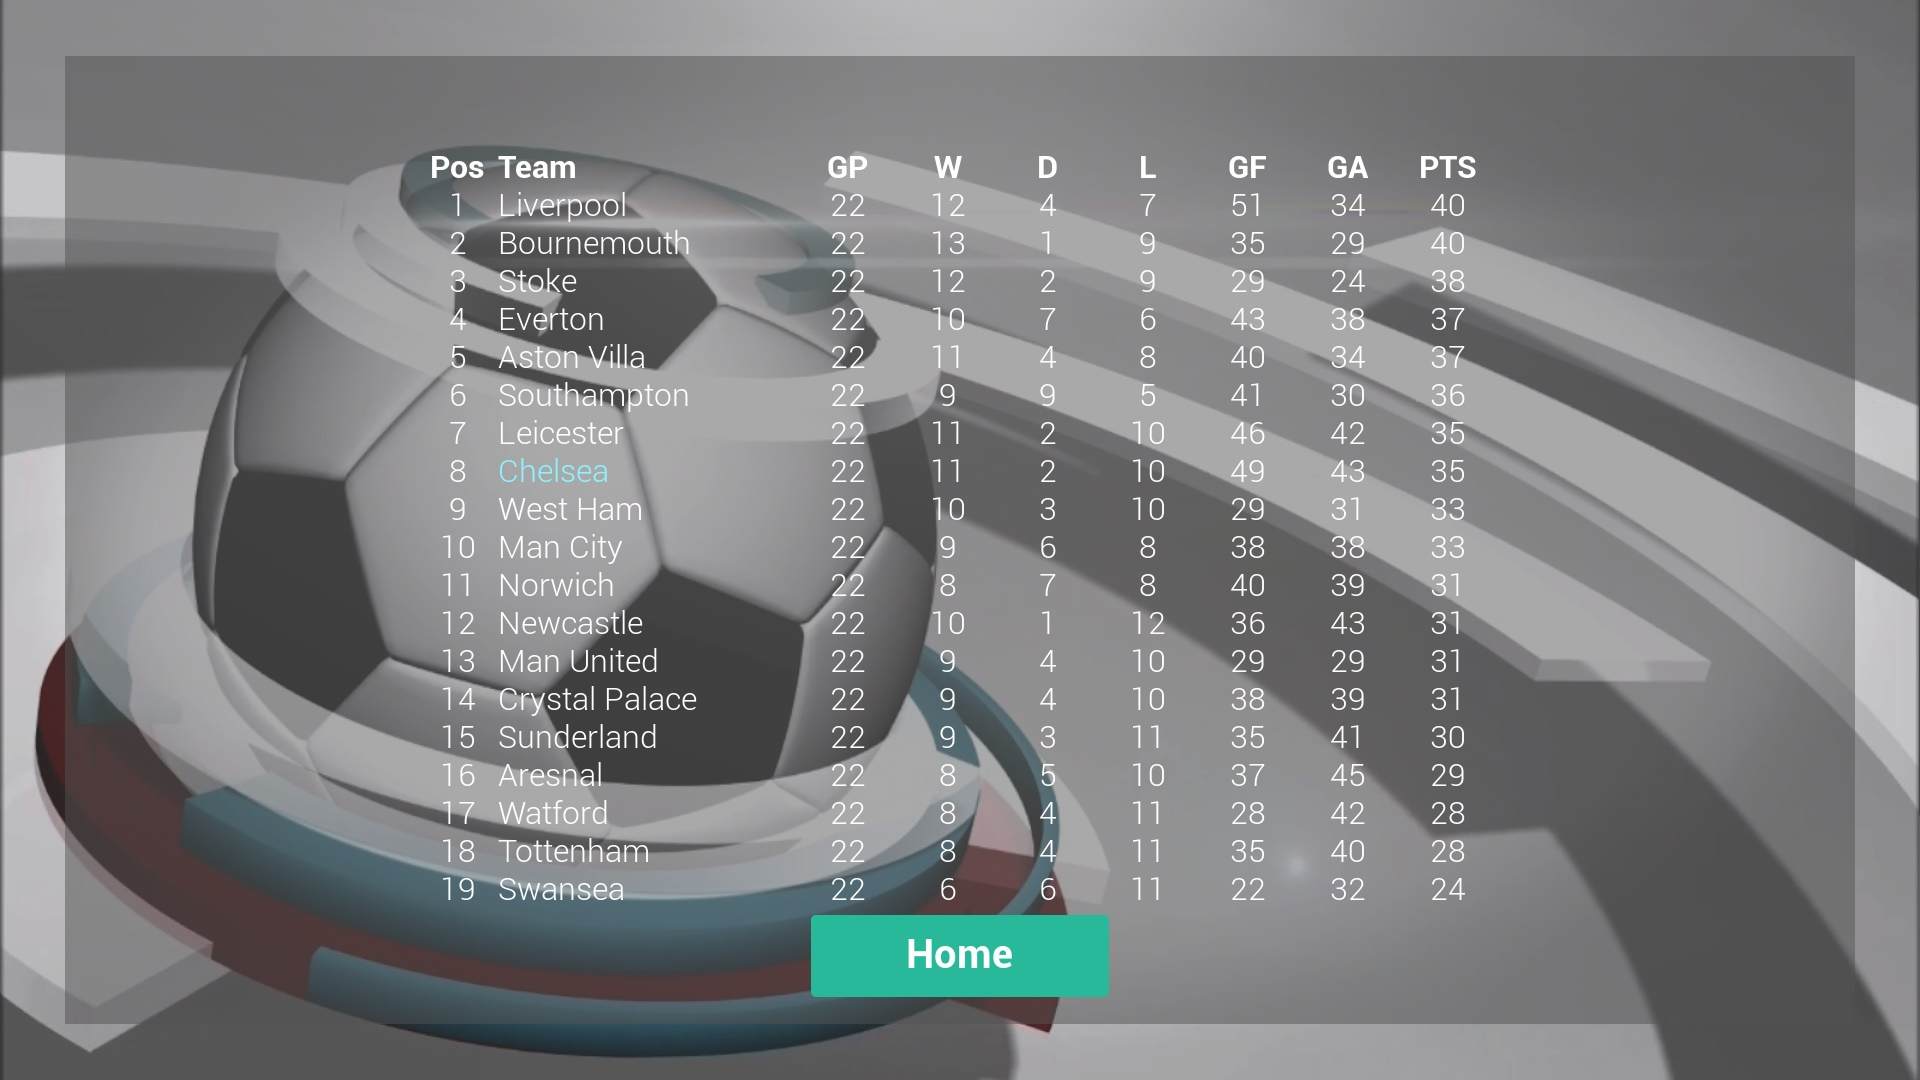 Pos Team GP W D L GF GA PTS
1 Liverpool 22 12 4 7 51 34 40
2 Bournemouth 22 13 1 9 35 29 40
3 Stoke 22 12 2 9 29 24 38
4 Everton 22 10 7 6 43 38 37
5 Aston Villa 22 11 4 8 40 34 37
6 Southampton 22 9 9 5 41 30 36
7 Leicester 22 11 2 10 46 42 35
8 Chelsea 22 11 2 10 49 43 35
9 West Ham 22 10 3 10 29 31 33
10 Man City 22 9 6 8 38 38 33
11 Norwich 22 8 7 8 40 39 31
12 Newcastle 22 10 1 12 36 43 31
13 Man United 22 9 4 10 29 29 31
14 Crystal Palace 22 9 4 10 38 39 31
15 Sunderland 22 9 3 11 35 41 30
16 Aresnal 22 8 5 10 37 45 29
17 Watford 22 8 4 11 28 42 28
18 Tottenham 22 8 4 11 35 40 28
19 Swansea 22 6 6 11 22 32 24
Home